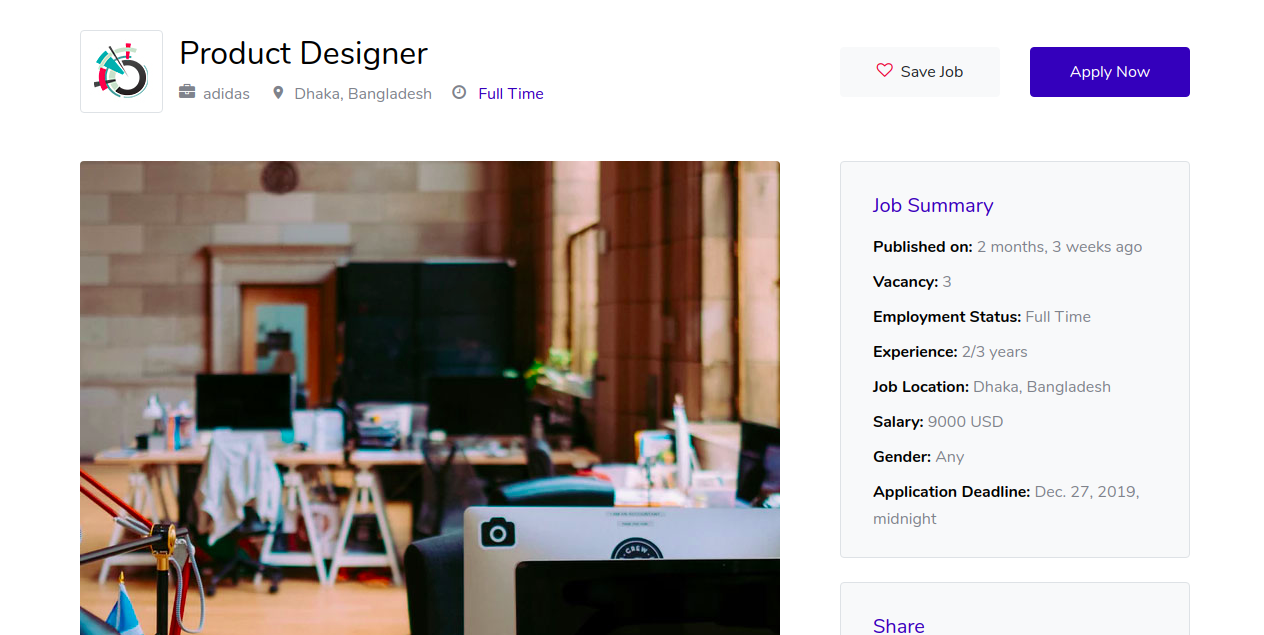 Product Designer
adidas Dhaka, Bangladesh Full Time
Save Job
Apply Now
CREW
Job Summary
Published on: 2 months, 3 weeks ago
Vacancy: 3
Employment Status: Full Time
Experience: 2/3 years
Job Location: Dhaka, Bangladesh
Salary: 9000 USD
Gender: Any
Application Deadline: Dec. 27, 2019,
midnight
Share